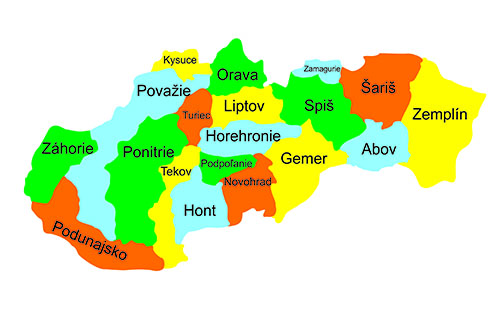 Kysuce
Orava
Zamagurie
Považie
Šariš
Liptov
Spiš
Turiec
Zemplín
Horehronie
Záhorie
Ponitrie
Abov
Podpoľanie
Gemer
Tekov
Novohrad
Hont
Podunajsko